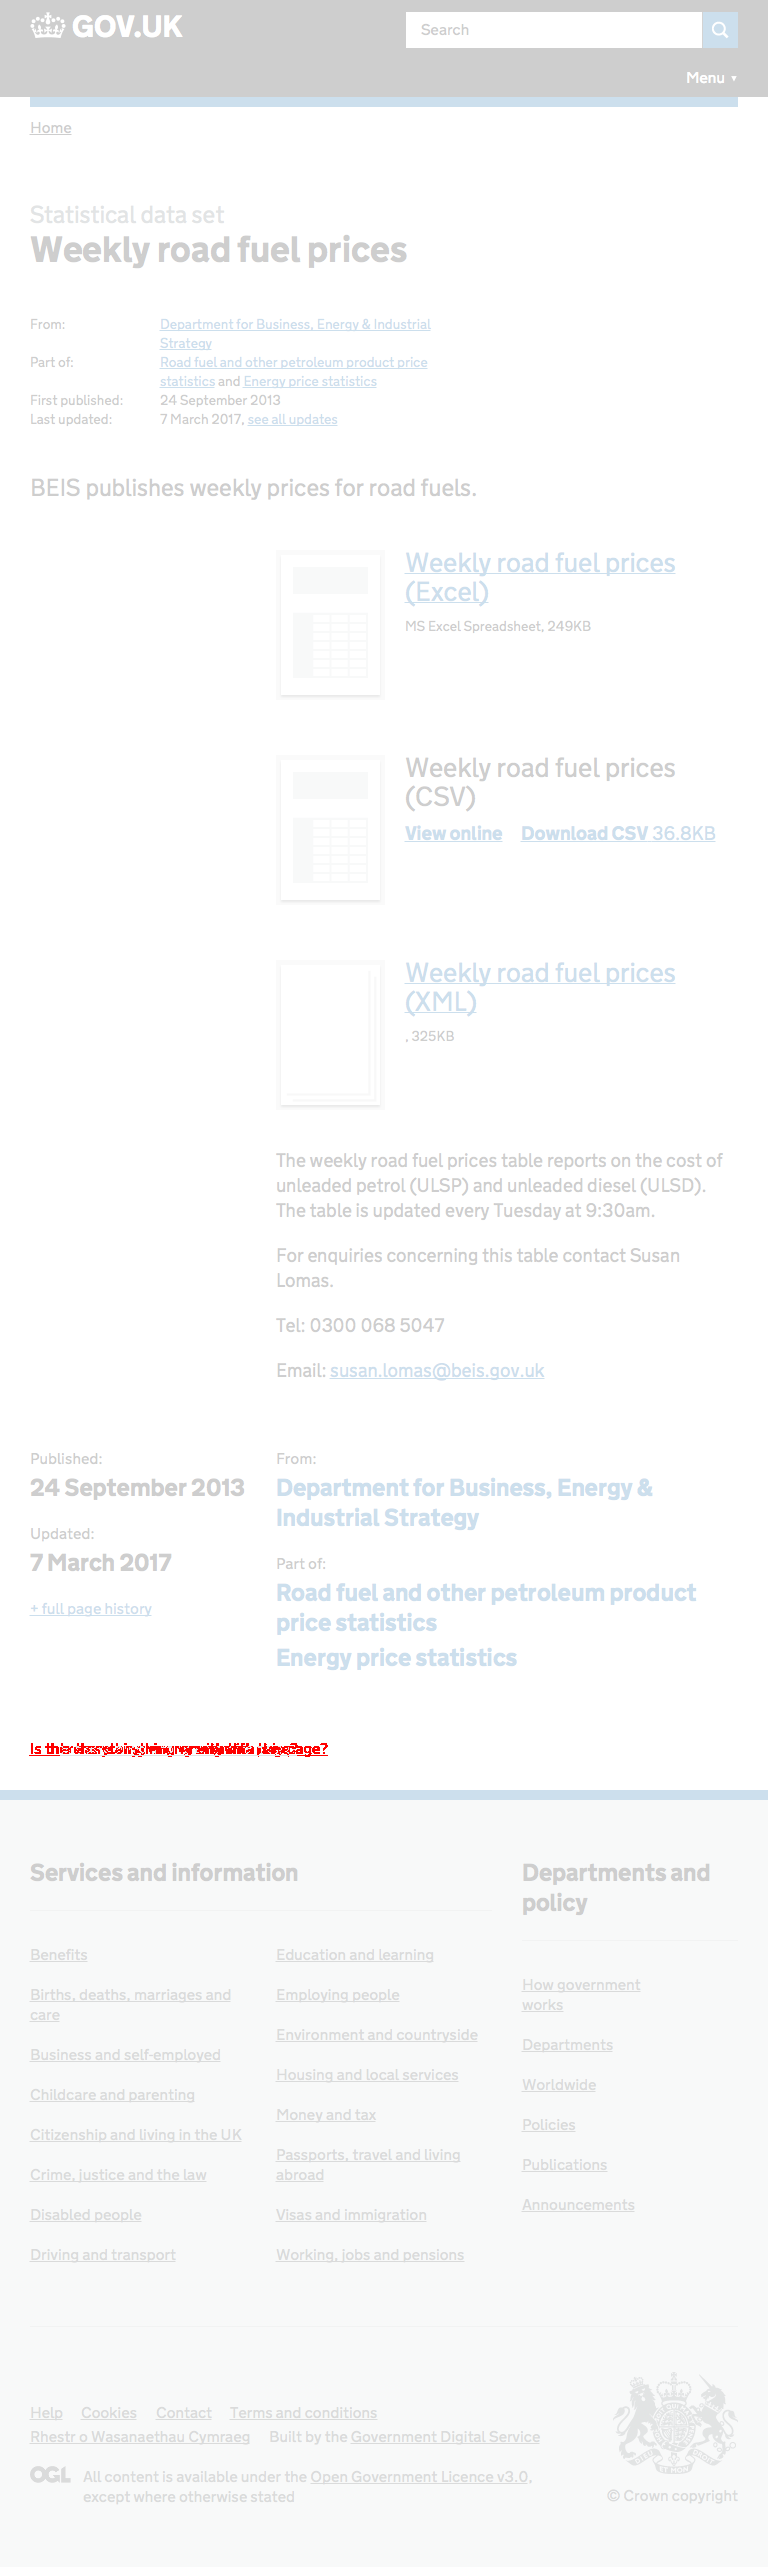 GOV.UK
Search
Menu ▼
Home
Statistical data set
Weekly road fuel prices
From: Department for Business, Energy & Industrial
Strategy
Part of: Road fuel and other petroleum product price
statistics and Energy price statistics
First published: 24 September 2013
Last updated: 7 March 2017, see all updates
BEIS publishes weekly prices for road fuels.
Weekly road fuel prices
(Excel)
MS Excel Spreadsheet, 249KB
Weekly road fuel prices
(CSV)
View online Download CSV 36.8KB
Weekly road fuel prices
(XML)
, 325KB
The weekly road fuel prices table reports on the cost of
unleaded petrol (ULSP) and unleaded diesel (ULSD).
The table is updated every Tuesday at 9:30am.
For enquiries concerning this table contact Susan
Lomas.
Tel: 0300 068 5047
Email: susan.lomas@beis.gov.uk
Published:
24 September 2013
Updated:
7 March 2017
+ full page history
From:
Department for Business, Energy &
Industrial Strategy
Part of:
Road fuel and other petroleum product
price statistics
Energy price statistics
Services and information
Benefits
Births, deaths, marriages and
care
Business and self-employed
Childcare and parenting
Citizenship and living in the UK
Crime, justice and the law
Disabled people
Driving and transport
Education and learning
Employing people
Environment and countryside
Housing and local services
Money and tax
Passports, travel and living
abroad
Visas and immigration
Working, jobs and pensions
Departments and
policy
How government
works
Departments
Worldwide
Policies
Publications
Announcements
Help Cookies Contact Terms and conditions
Rhestr o Wasanaethau Cymraeg Built by the Government Digital Service
OGL All content is available under the Open Government Licence v3.0,
except where otherwise stated
© Crown copyright